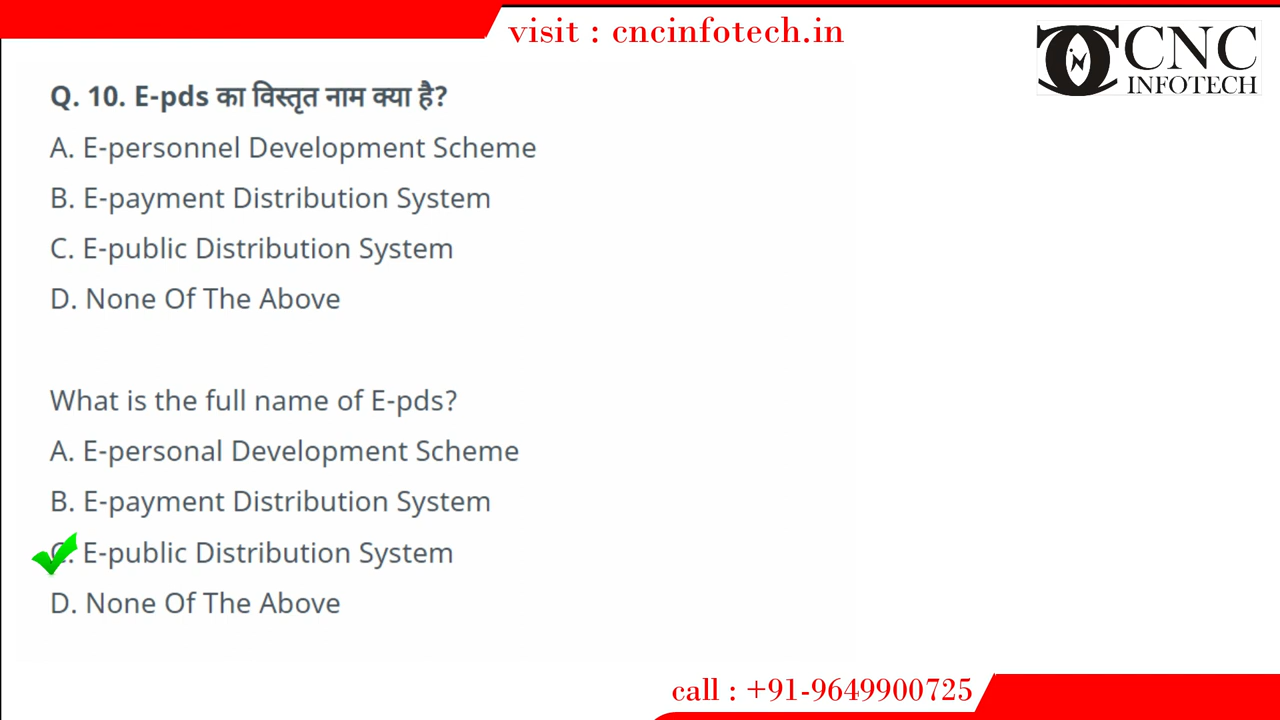 visit : cncinfotech.in
CNC
INFOTECH
Q. 10. E-pds का विस्तृत नाम क्या है?
A. E-personnel Development Scheme
B. E-payment Distribution System
C. E-public Distribution System
D. None Of The Above
What is the full name of E-pds?
A. E-personal Development Scheme
B. E-payment Distribution System
C. E-public Distribution System
D. None Of The Above
call : +91-9649900725